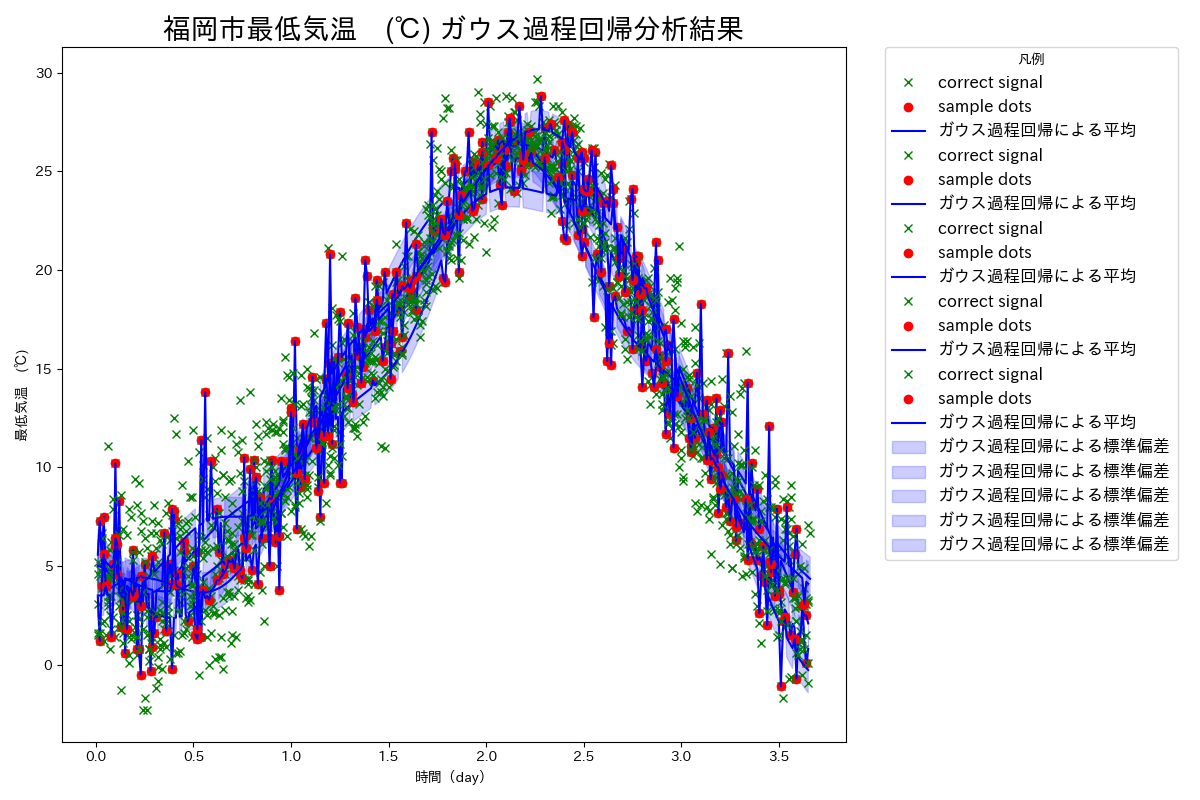 福岡市最低気温　(℃) ガウス過程回帰分析結果
最低気温　(℃)
30
25
20
15
10
5
0
0.0 0.5 1.0 1.5 2.0 2.5 3.0 3.5
時間（day）
凡例
correct signal
sample dots
ガウス過程回帰による平均
correct signal
sample dots
ガウス過程回帰による平均
correct signal
sample dots
ガウス過程回帰による平均
correct signal
sample dots
ガウス過程回帰による平均
correct signal
sample dots
ガウス過程回帰による平均
ガウス過程回帰による標準偏差
ガウス過程回帰による標準偏差
ガウス過程回帰による標準偏差
ガウス過程回帰による標準偏差
ガウス過程回帰による標準偏差